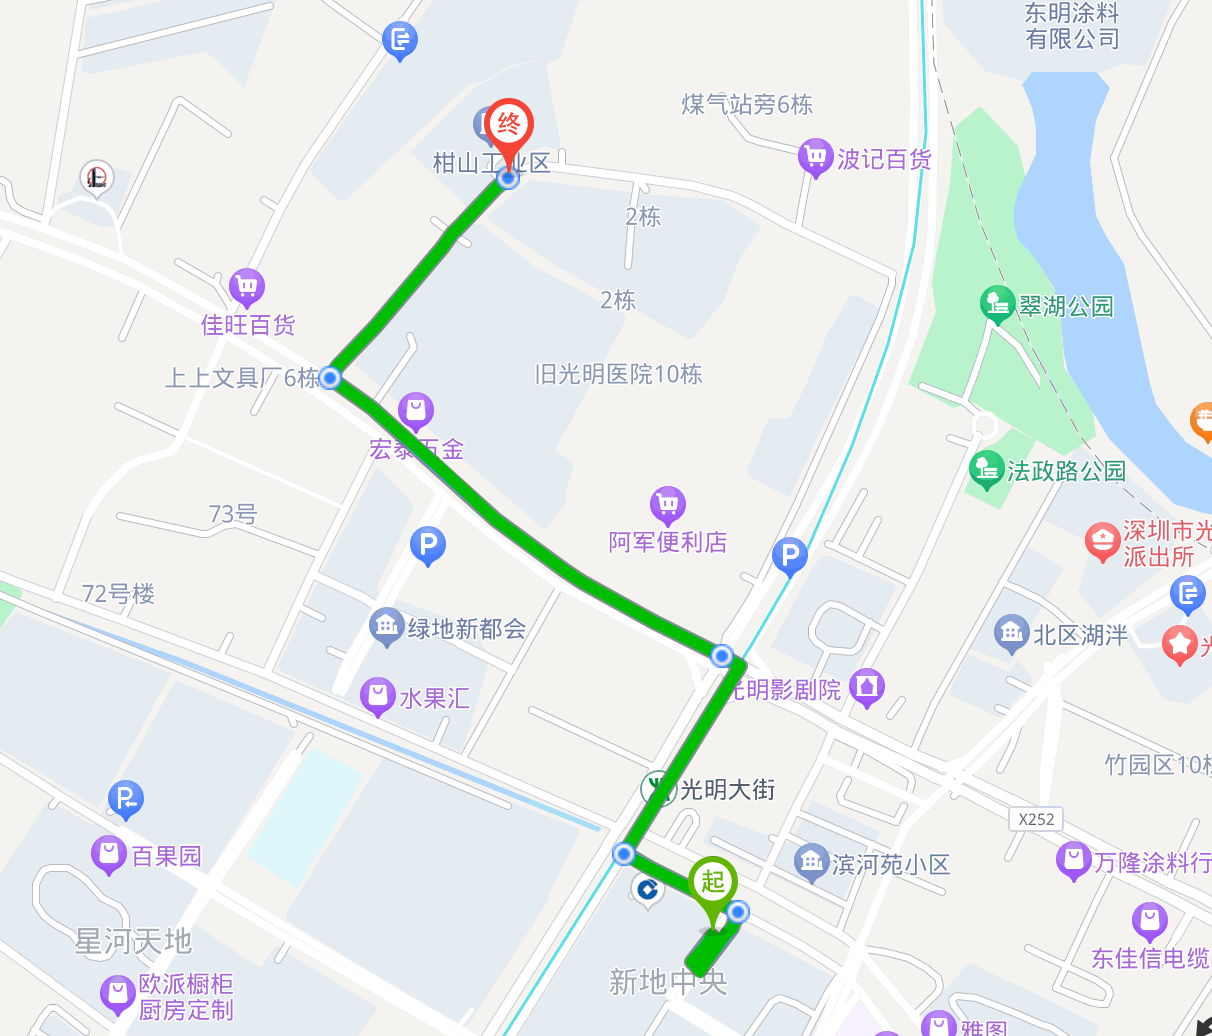 东明涂料
有限公司
煤气站旁6栋
终
波记百货
柑山工业区
2栋
2栋
翠湖公园
佳旺百货
上上文具厂6栋
旧光明医院10栋
宏泰五金
法政路公园
73号
阿军便利店
深圳市光
派出所
P
P
72号楼
绿地新都会
北区湖泮
光
光明影剧院
水果汇
竹园区10栋
光明大街
X252
P
百果园
滨河苑小区
万隆涂料行
起
星河天地
新地中央
东佳信电缆
欧派橱柜
厨房定制
雅图